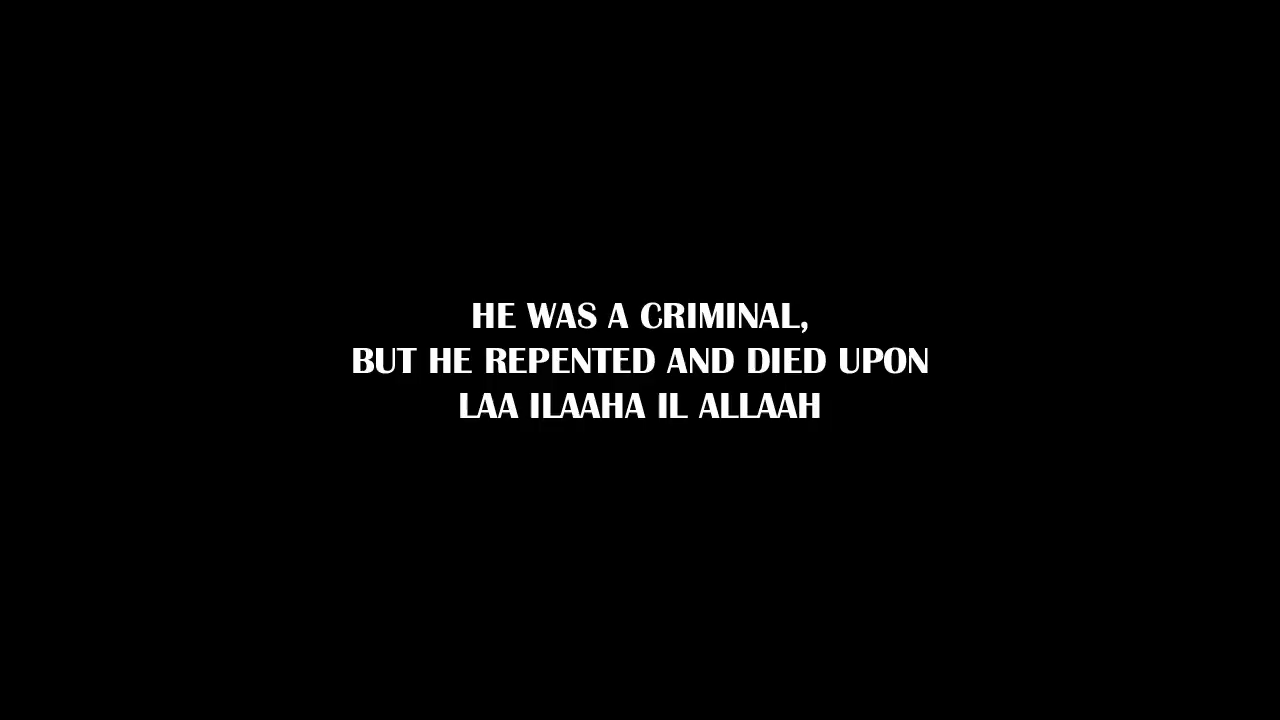 HE WAS A CRIMINAL,
BUT HE REPENTED AND DIED UPON
LAA ILAAHA IL ALLAAH